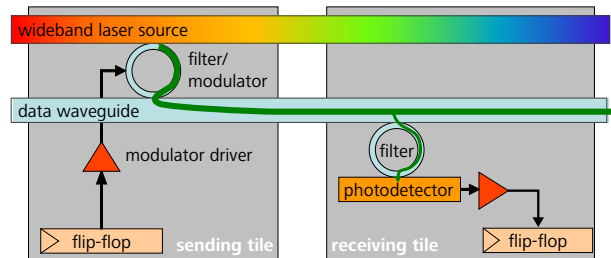 wideband laser source
filter/
modulator
data waveguide
modulator driver
filter
photodetector
flip-flop
sending tile
receiving tile
flip-flop